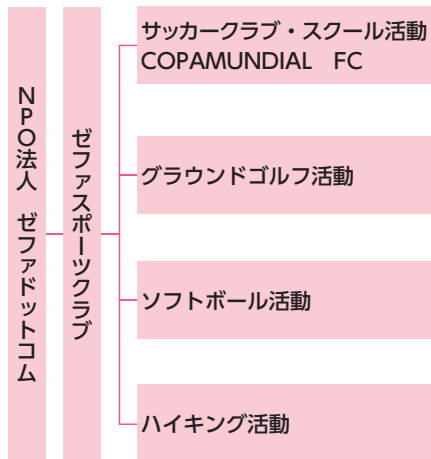 NPO法人　ゼファドットコム
ゼファスポーツクラブ
サッカークラブ・スクール活動
COPAMUNDIAL　FC
グラウンドゴルフ活動
ソフトボール活動
ハイキング活動